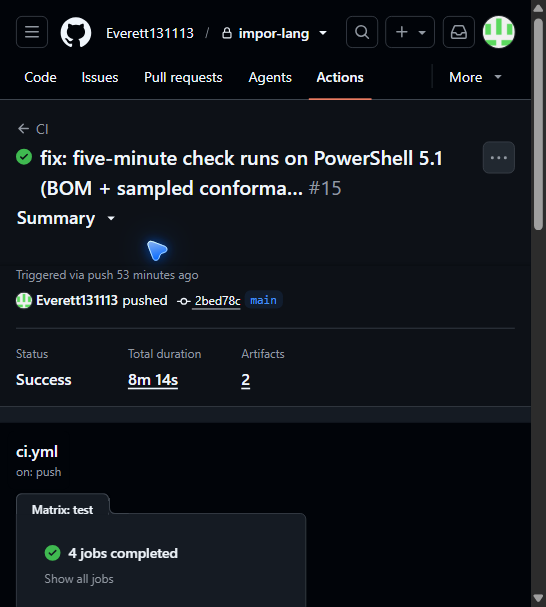 Everett131113 / impor-lang
Code Issues Pull requests Agents Actions More
CI
fix: five-minute check runs on PowerShell 5.1
(BOM + sampled conforma... #15
Summary
Triggered via push 53 minutes ago
Everett131113 pushed 2bed78c main
Status Total duration Artifacts
Success 8m 14s 2
ci.yml
on: push
Matrix: test
4 jobs completed
Show all jobs